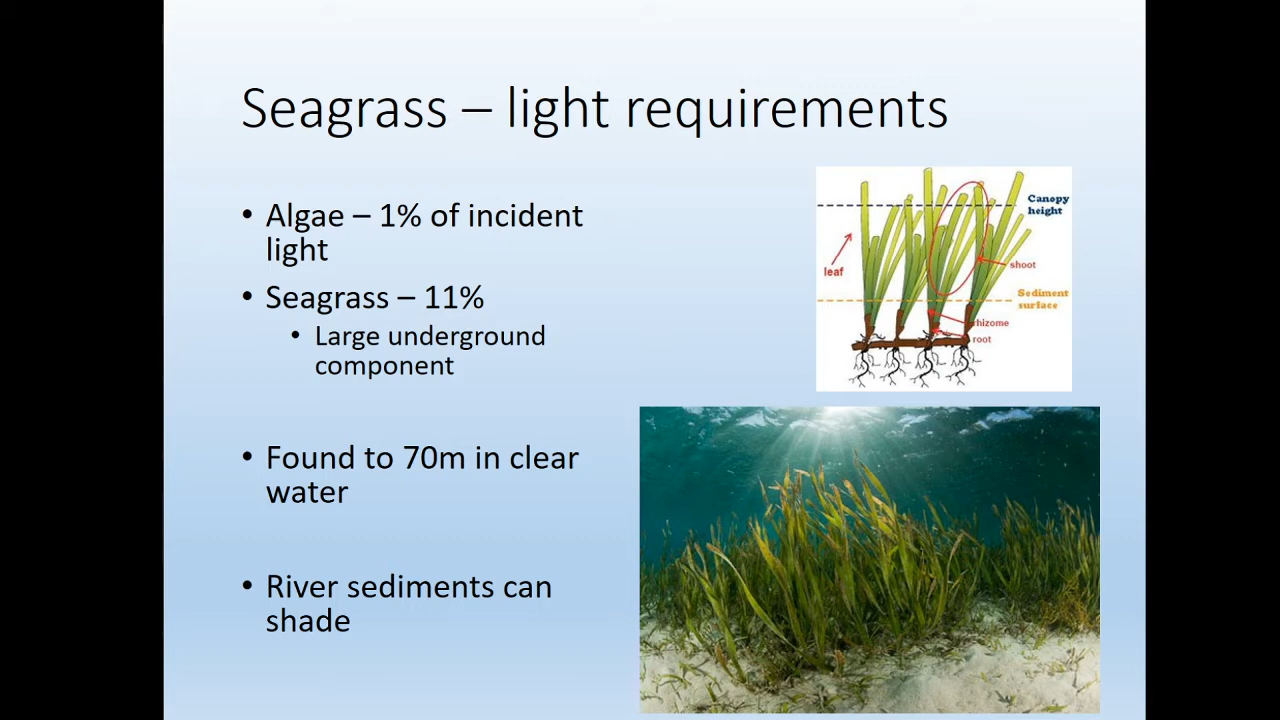 Seagrass – light requirements
• Algae – 1% of incident
light
• Seagrass – 11%
• Large underground
component
• Found to 70m in clear
water
• River sediments can
shade
Canopy
height
leaf
shoot
Sediment
surface
rhizome
root